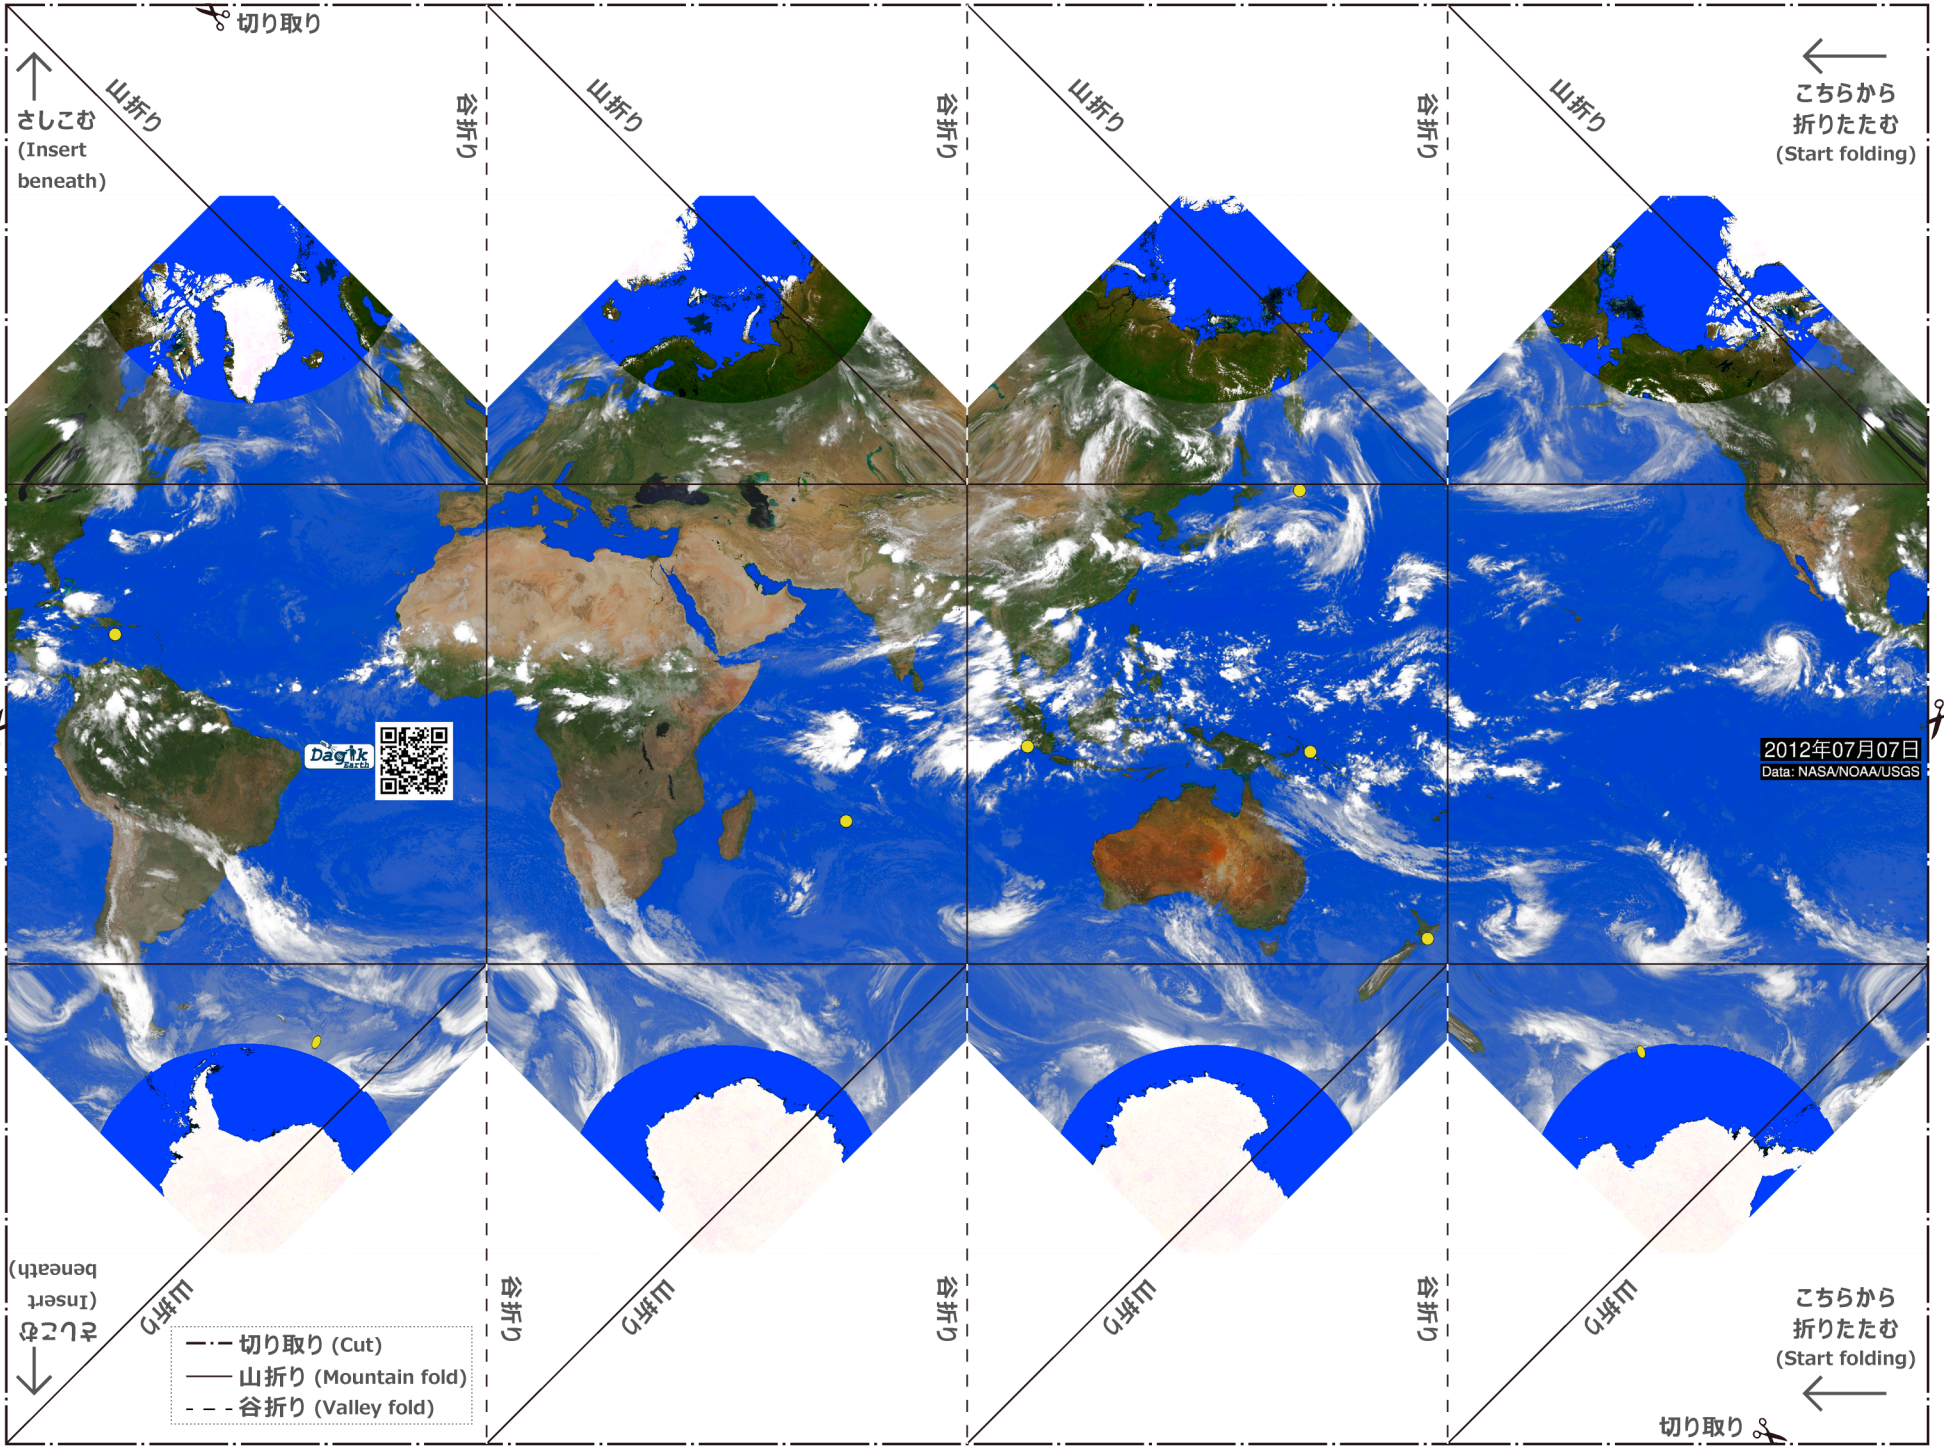 切り取り
さしこむ
(Insert
beneath)
山折り
谷折り
山折り
谷折り
山折り
谷折り
山折り
こちらから
折りたたむ
(Start folding)
Dagik
Earth
2012年07月07日
Data: NASA/NOAA/USGS
さしこむ
(Insert
beneath)
山折り
谷折り
山折り
谷折り
山折り
谷折り
山折り
こちらから
折りたたむ
(Start folding)
切り取り (Cut)
山折り (Mountain fold)
谷折り (Valley fold)
切り取り